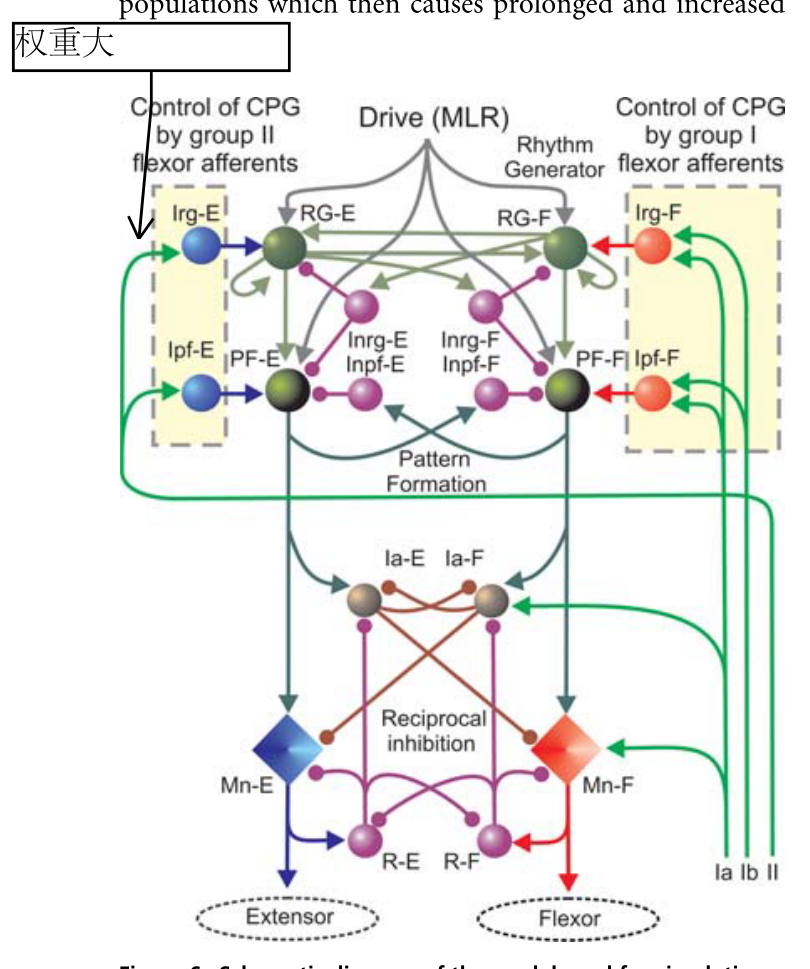 populations which then causes prolonged and increased
权重大
Control of CPG
by group II
flexor afferents
Drive (MLR)
Control of CPG
by group I
flexor afferents
Rhythm
Generator
Irg-E
RG-E
RG-F
Irg-F
Inrg-E
Inpf-E
Inrg-F
Inpf-F
Ipf-E
PF-E
PF-F
Ipf-F
Pattern
Formation
Ia-E
Ia-F
Reciprocal
inhibition
Mn-E
Mn-F
R-E
R-F
Ia Ib II
Extensor
Flexor